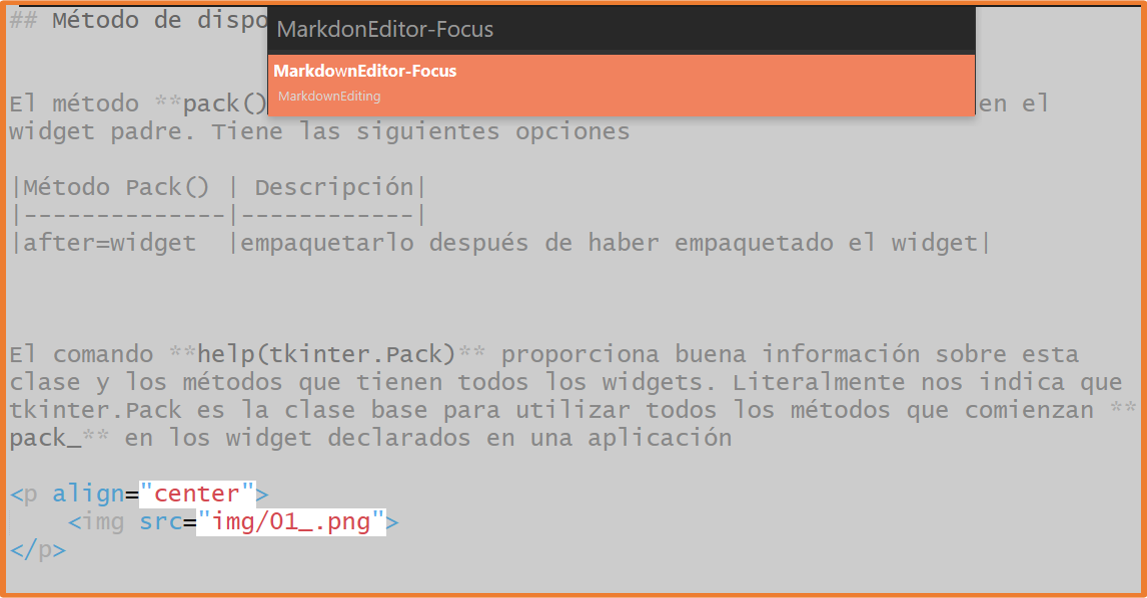 ## Método de dispo
MarkdonEditor-Focus
MarkdownEditor-Focus
MarkdownEditing
El método **pack() en el
widget padre. Tiene las siguientes opciones
|Método Pack() | Descripción|
|--------------|------------|
|after=widget  |empaquetarlo después de haber empaquetado el widget|
El comando **help(tkinter.Pack)** proporciona buena información sobre esta
clase y los métodos que tienen todos los widgets. Literalmente nos indica que
tkinter.Pack es la clase base para utilizar todos los métodos que comienzan **
pack_** en los widget declarados en una aplicación
<p align="center">
    <img src="img/01_.png">
</p>